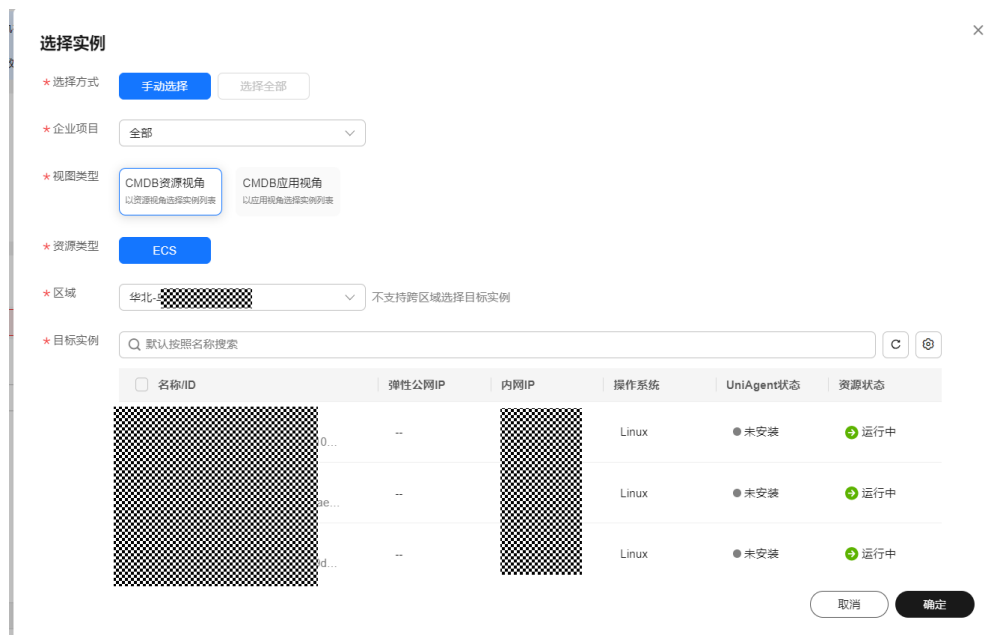 选择实例
* 选择方式 手动选择 选择全部
* 企业项目 全部
* 视图类型 CMDB资源视角 CMDB应用视角
以资源视角选择实例列表 以应用视角选择实例列表
* 资源类型 ECS
* 区域 华北- 不支持跨区域选择目标实例
* 目标实例 默认按照名称搜索
名称/ID 弹性公网IP 内网IP 操作系统 UniAgent状态 资源状态
-- Linux 未安装 运行中
0...
-- Linux 未安装 运行中
e...
-- Linux 未安装 运行中
d...
取消 确定